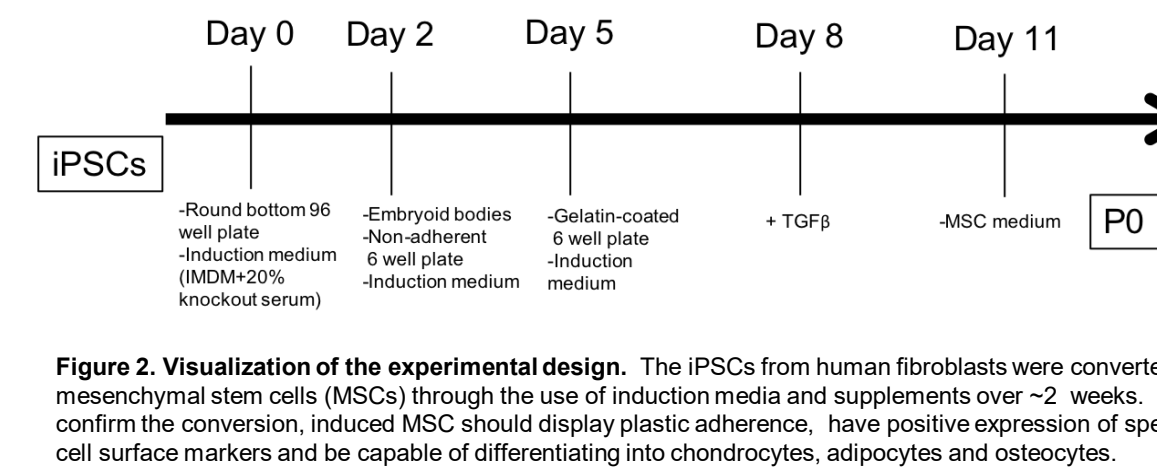 Day 0 Day 2 Day 5 Day 8 Day 11
iPSCs
-Round bottom 96
well plate
-Induction medium
(IMDM+20%
knockout serum)
-Embryoid bodies
-Non-adherent
6 well plate
-Induction medium
-Gelatin-coated
6 well plate
-Induction
medium
+ TGFβ
-MSC medium
P0
Figure 2. Visualization of the experimental design. The iPSCs from human fibroblasts were converte
mesenchymal stem cells (MSCs) through the use of induction media and supplements over ~2 weeks.
confirm the conversion, induced MSC should display plastic adherence, have positive expression of spe
cell surface markers and be capable of differentiating into chondrocytes, adipocytes and osteocytes.